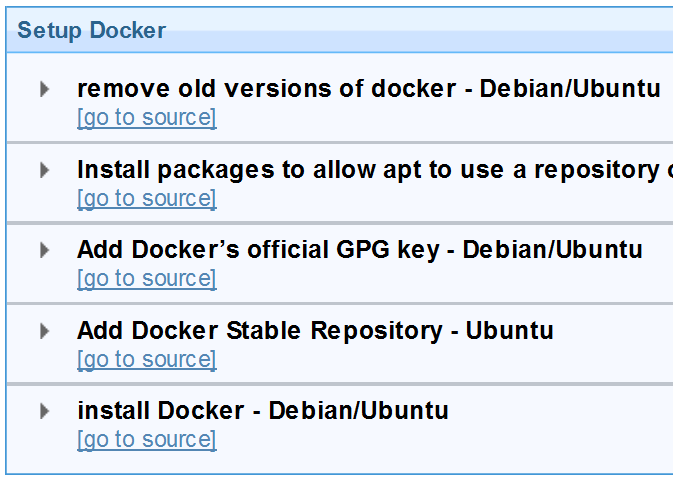 Setup Docker
remove old versions of docker - Debian/Ubuntu
[go to source]
Install packages to allow apt to use a repository
[go to source]
Add Docker’s official GPG key - Debian/Ubuntu
[go to source]
Add Docker Stable Repository - Ubuntu
[go to source]
install Docker - Debian/Ubuntu
[go to source]